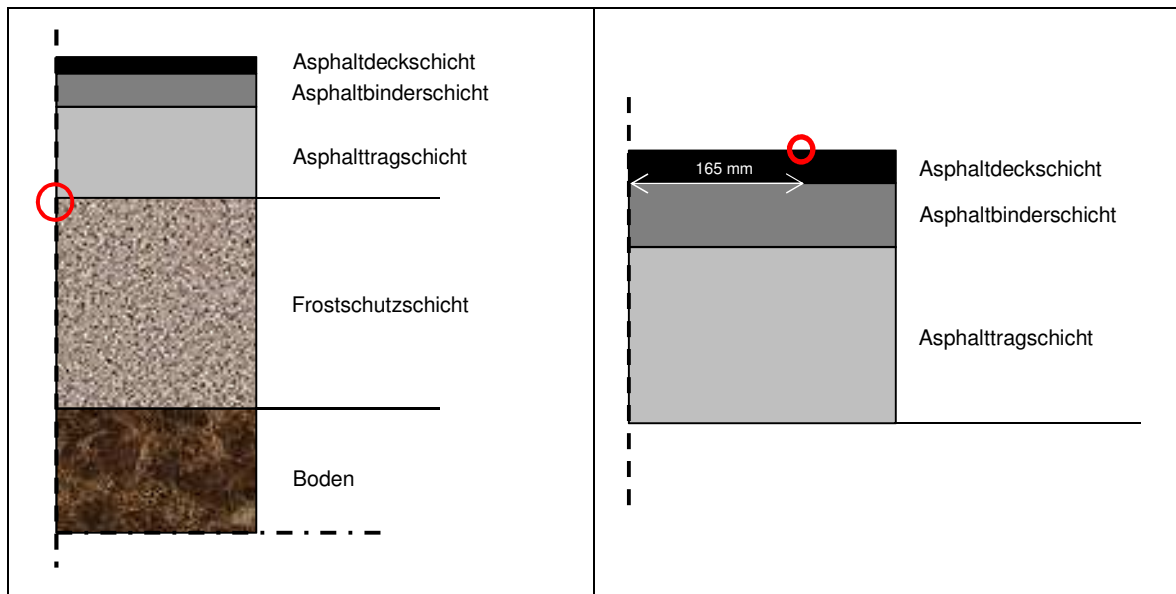 Asphaltdeckschicht
Asphaltbinderschicht
Asphalttragschicht
Frostschutzschicht
Boden
165 mm
Asphaltdeckschicht
Asphaltbinderschicht
Asphalttragschicht